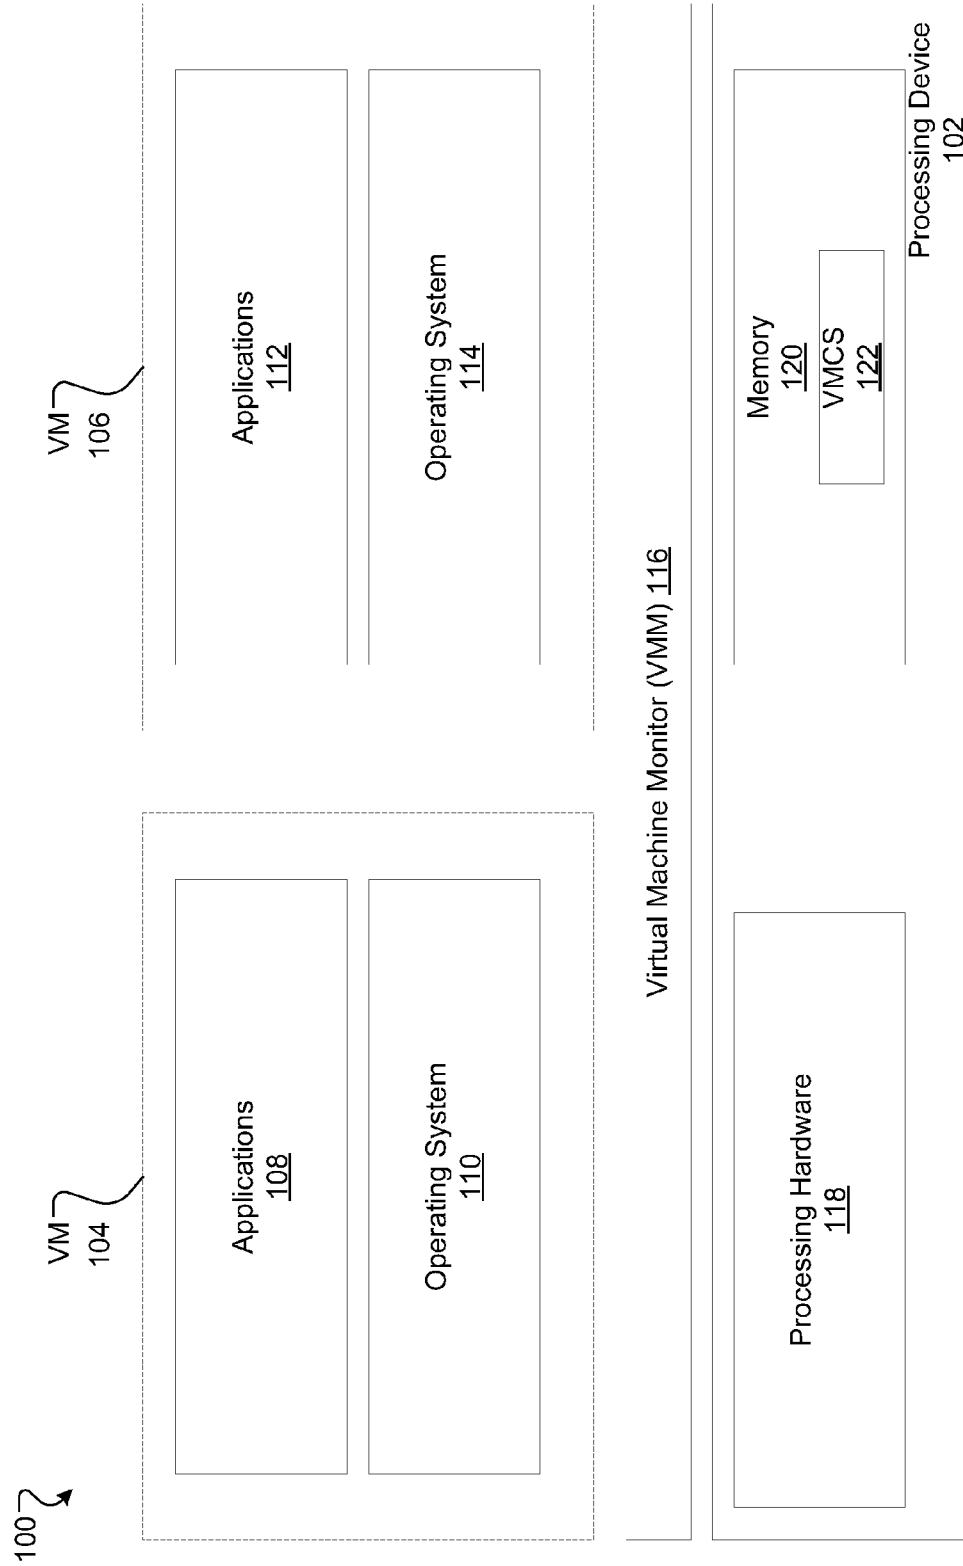 100
VM
104
VM
106
Applications
108
Applications
112
Operating System
110
Operating System
114
Virtual Machine Monitor (VMM) 116
Processing Hardware
118
Memory
120
VMCS
122
Processing Device
102